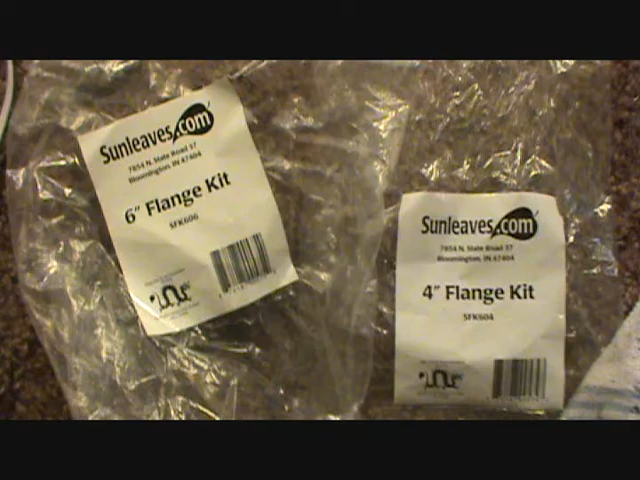 Sunleaves.com
7854 N. State Road 37
Bloomington, IN 47404
6" Flange Kit
SFK606
Sunleaves.com
7854 N. State Road 37
Bloomington, IN 47404
4" Flange Kit
SFK604